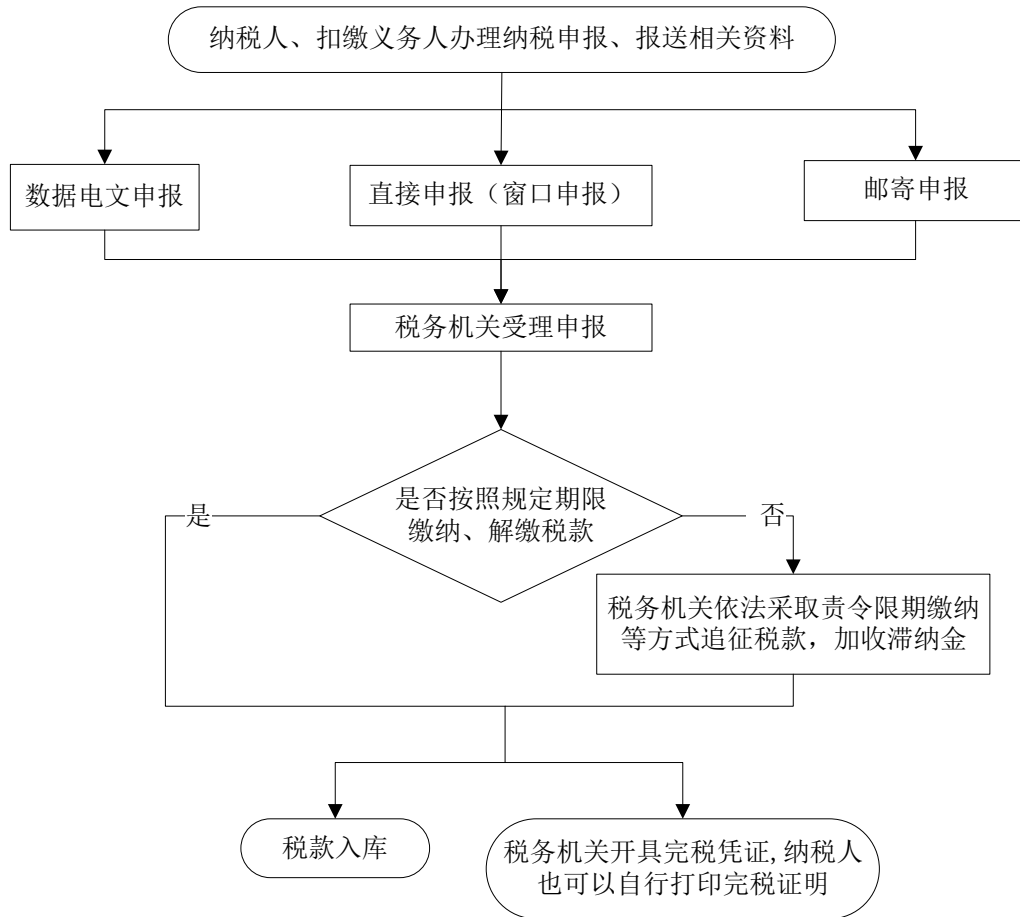 纳税人、扣缴义务人办理纳税申报、报送相关资料
数据电文申报
直接申报（窗口申报）
邮寄申报
税务机关受理申报
是否按照规定期限
缴纳、解缴税款
是
否
税务机关依法采取责令限期缴纳
等方式追征税款，加收滞纳金
税款入库
税务机关开具完税凭证,纳税人
也可以自行打印完税证明